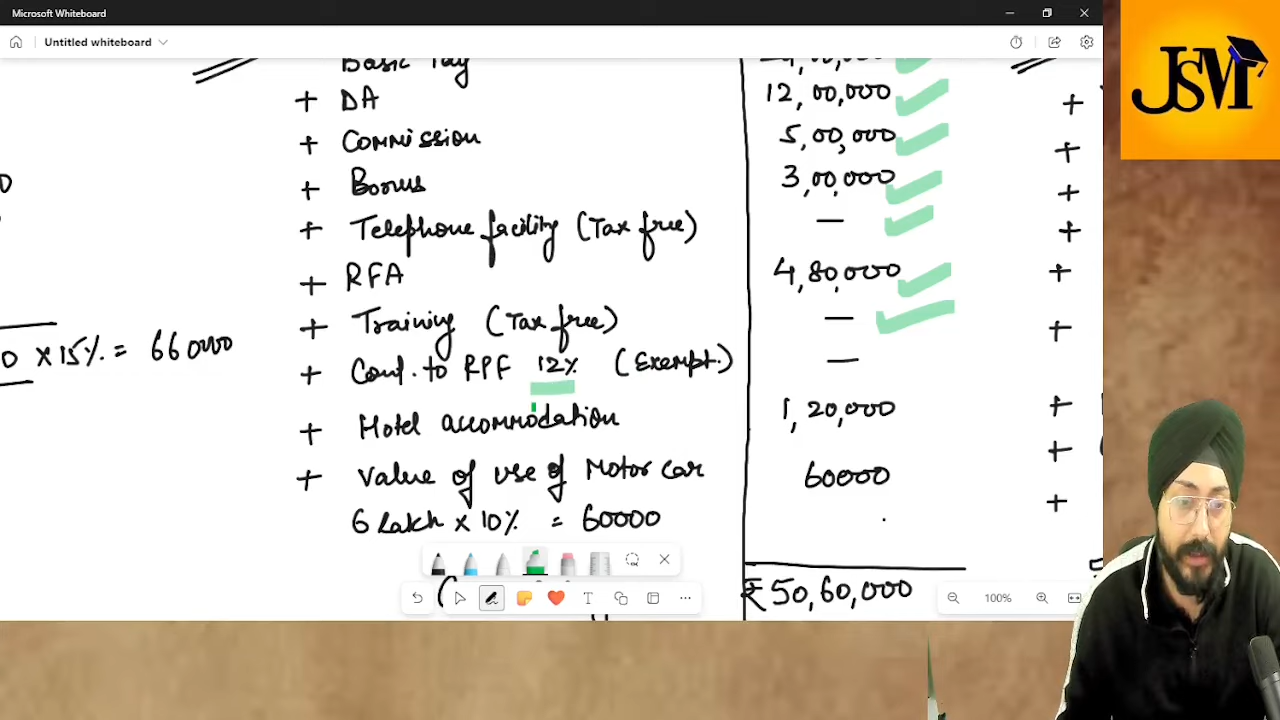 Microsoft Whiteboard
Untitled whiteboard
Basic Pay
+ DA 12,00,000
+ Commission 5,00,000
+ Bonus 3,00,000
+ Telephone facility (Tax free) —
+ RFA 4,80,000
+ Training (Tax free) —
+ Cont. to RPF 12% (Exempt.) —
+ Hotel accommodation 1,20,000
+ Value of use of Motor car 60000
6 lakh x 10% = 60000
₹50,60,000
0 x 15% = 66000
100%
JSM